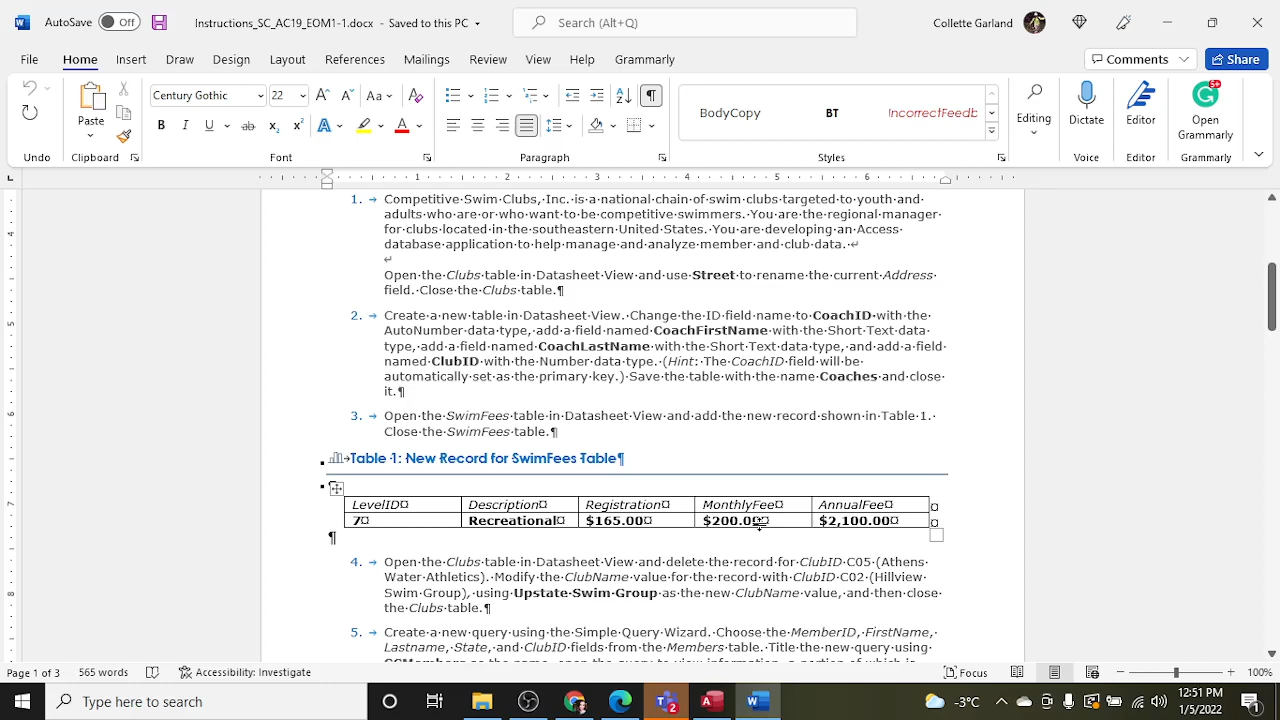 AutoSave Off Instructions_SC_AC19_EOM1-1.docx - Saved to this PC Search (Alt+Q) Collette Garland
File Home Insert Draw Design Layout References Mailings Review View Help Grammarly Comments Share
Century Gothic 22 Aa BodyCopy BT IncorrectFeedb
Paste Editing Dictate Editor Open Grammarly
Undo Clipboard Font Paragraph Styles Voice Editor Grammarly
1. Competitive Swim Clubs, Inc. is a national chain of swim clubs targeted to youth and
adults who are or who want to be competitive swimmers. You are the regional manager
for clubs located in the southeastern United States. You are developing an Access
database application to help manage and analyze member and club data.
Open the Clubs table in Datasheet View and use Street to rename the current Address
field. Close the Clubs table.¶
2. Create a new table in Datasheet View. Change the ID field name to CoachID with the
AutoNumber data type, add a field named CoachFirstName with the Short Text data
type, add a field named CoachLastName with the Short Text data type, and add a field
named ClubID with the Number data type. (Hint: The CoachID field will be
automatically set as the primary key.) Save the table with the name Coaches and close
it.¶
3. Open the SwimFees table in Datasheet View and add the new record shown in Table 1.
Close the SwimFees table.¶
Table 1: New Record for SwimFees Table¶
LevelID Description Registration MonthlyFee AnnualFee
7 Recreational $165.00 $200.00 $2,100.00
¶
4. Open the Clubs table in Datasheet View and delete the record for ClubID C05 (Athens
Water Athletics). Modify the ClubName value for the record with ClubID C02 (Hillview
Swim Group), using Upstate Swim Group as the new ClubName value, and then close
the Clubs table.¶
5. Create a new query using the Simple Query Wizard. Choose the MemberID, FirstName,
Lastname, State, and ClubID fields from the Members table. Title the new query using
Page 1 of 3 565 words Accessibility: Investigate Focus 100%
Type here to search -3°C 12:51 PM
1/5/2022